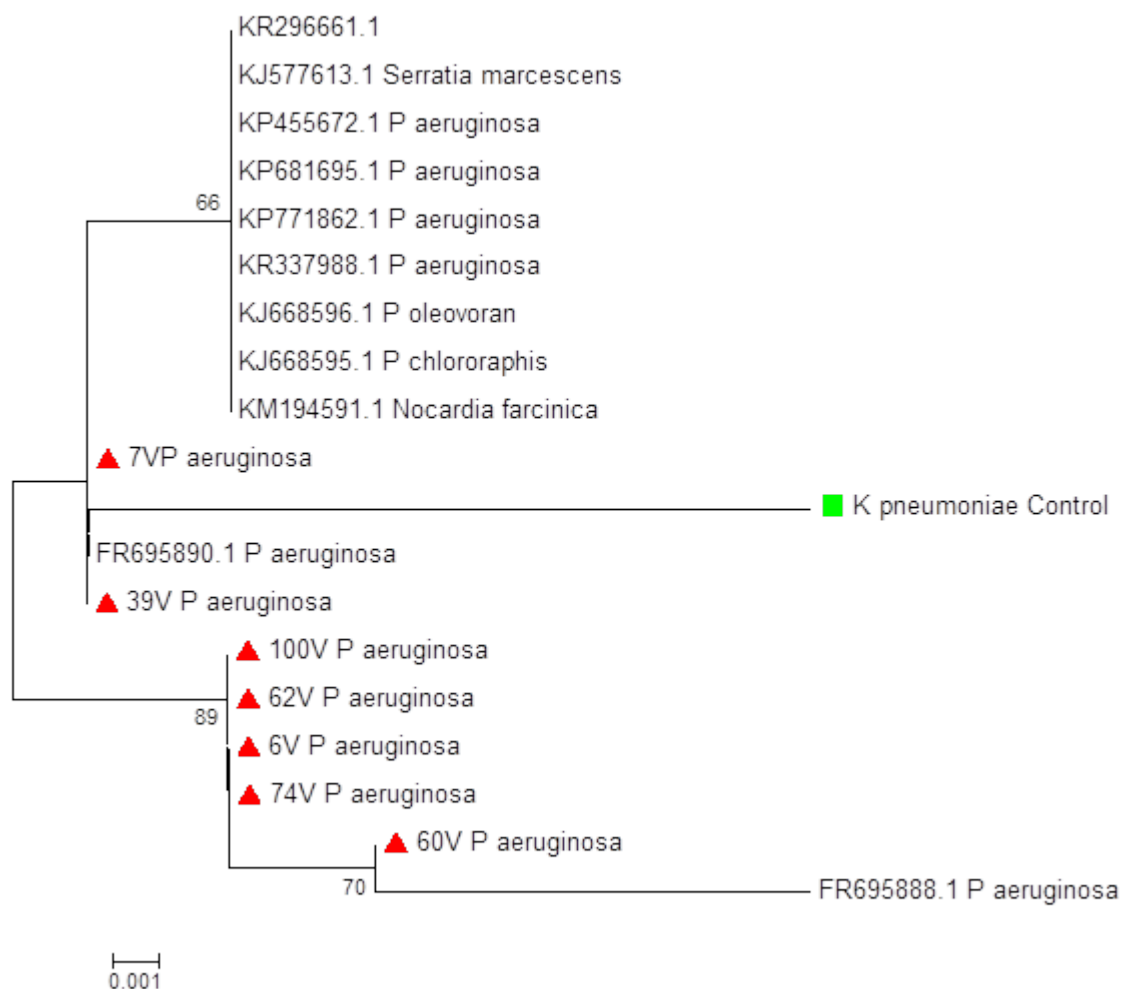 KR296661.1
KJ577613.1 Serratia marcescens
KP455672.1 P aeruginosa
KP681695.1 P aeruginosa
66
KP771862.1 P aeruginosa
KR337988.1 P aeruginosa
KJ668596.1 P oleovoran
KJ668595.1 P chlororaphis
KM194591.1 Nocardia farcinica
7VP aeruginosa
K pneumoniae Control
FR695890.1 P aeruginosa
39V P aeruginosa
100V P aeruginosa
62V P aeruginosa
89
6V P aeruginosa
74V P aeruginosa
60V P aeruginosa
70
FR695888.1 P aeruginosa
0.001